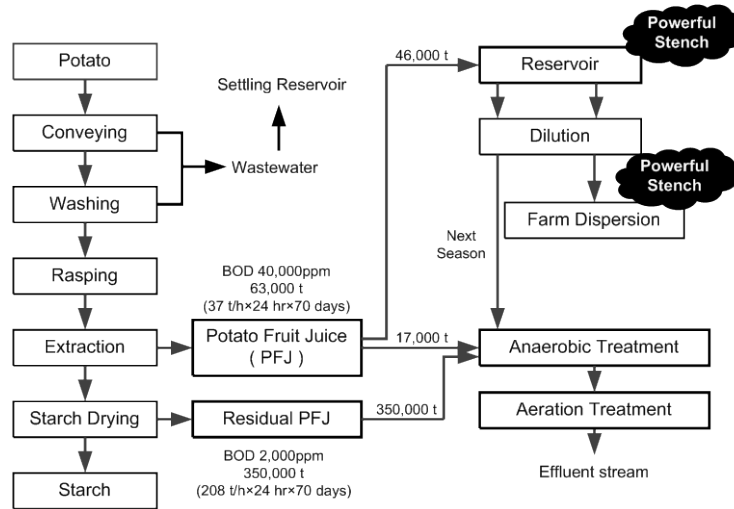 Potato
Conveying
Washing
Rasping
Extraction
Starch Drying
Starch
Settling Reservoir
Wastewater
BOD 40,000ppm
63,000 t
(37 t/h×24 hr×70 days)
Potato Fruit Juice
( PFJ )
Residual PFJ
BOD 2,000ppm
350,000 t
(208 t/h×24 hr×70 days)
46,000 t
17,000 t
350,000 t
Powerful
Stench
Reservoir
Dilution
Powerful
Stench
Farm Dispersion
Next
Season
Anaerobic Treatment
Aeration Treatment
Effluent stream